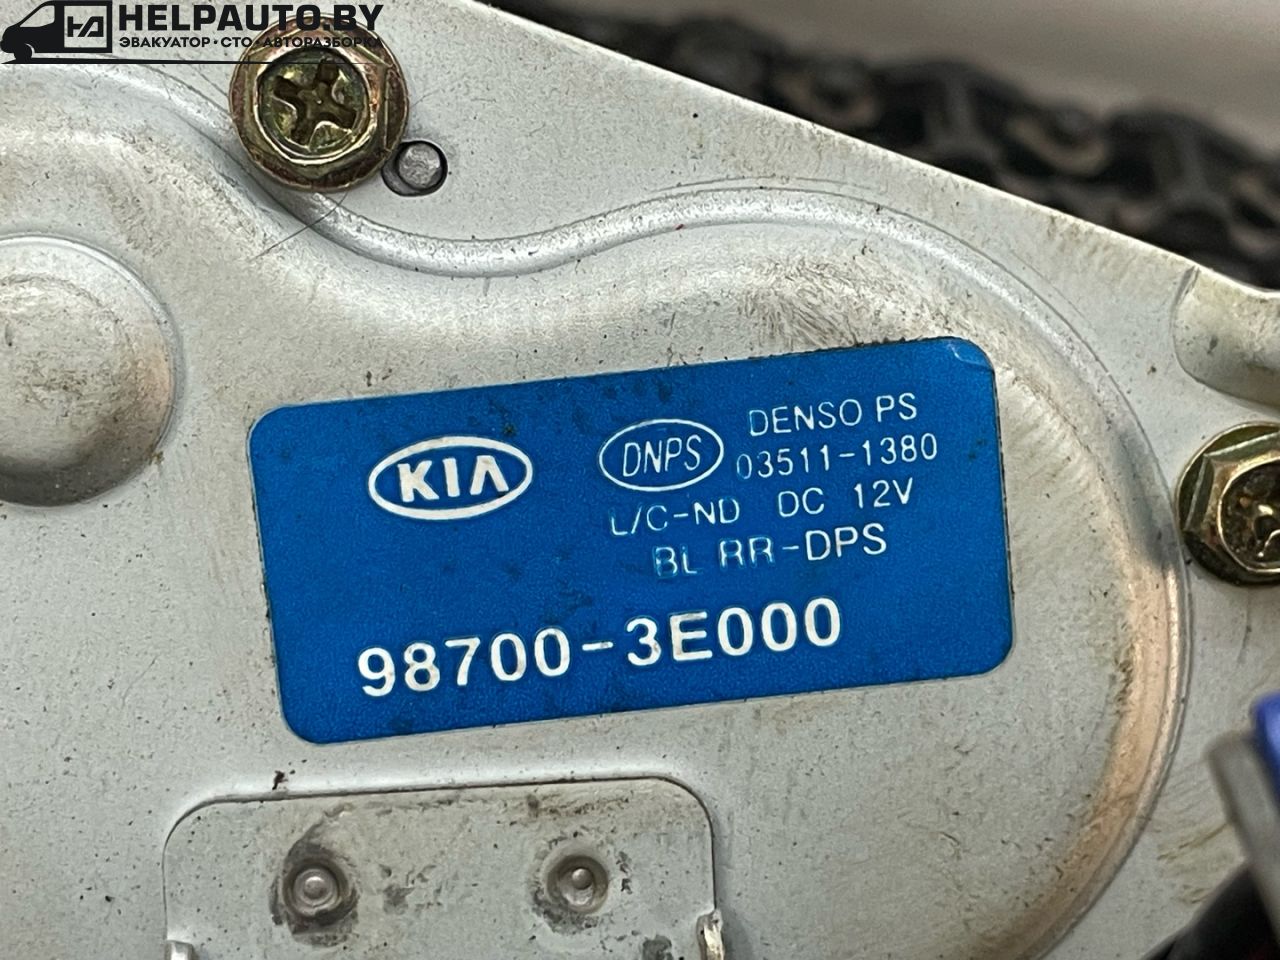 HELPAUTO.BY
ЭВАКУАТОР • СТО • АВТОРАЗБОРКА
KIA
DNPS
DENSO PS
03511-1380
L/C-ND DC 12V
BL RR-DPS
98700-3E000